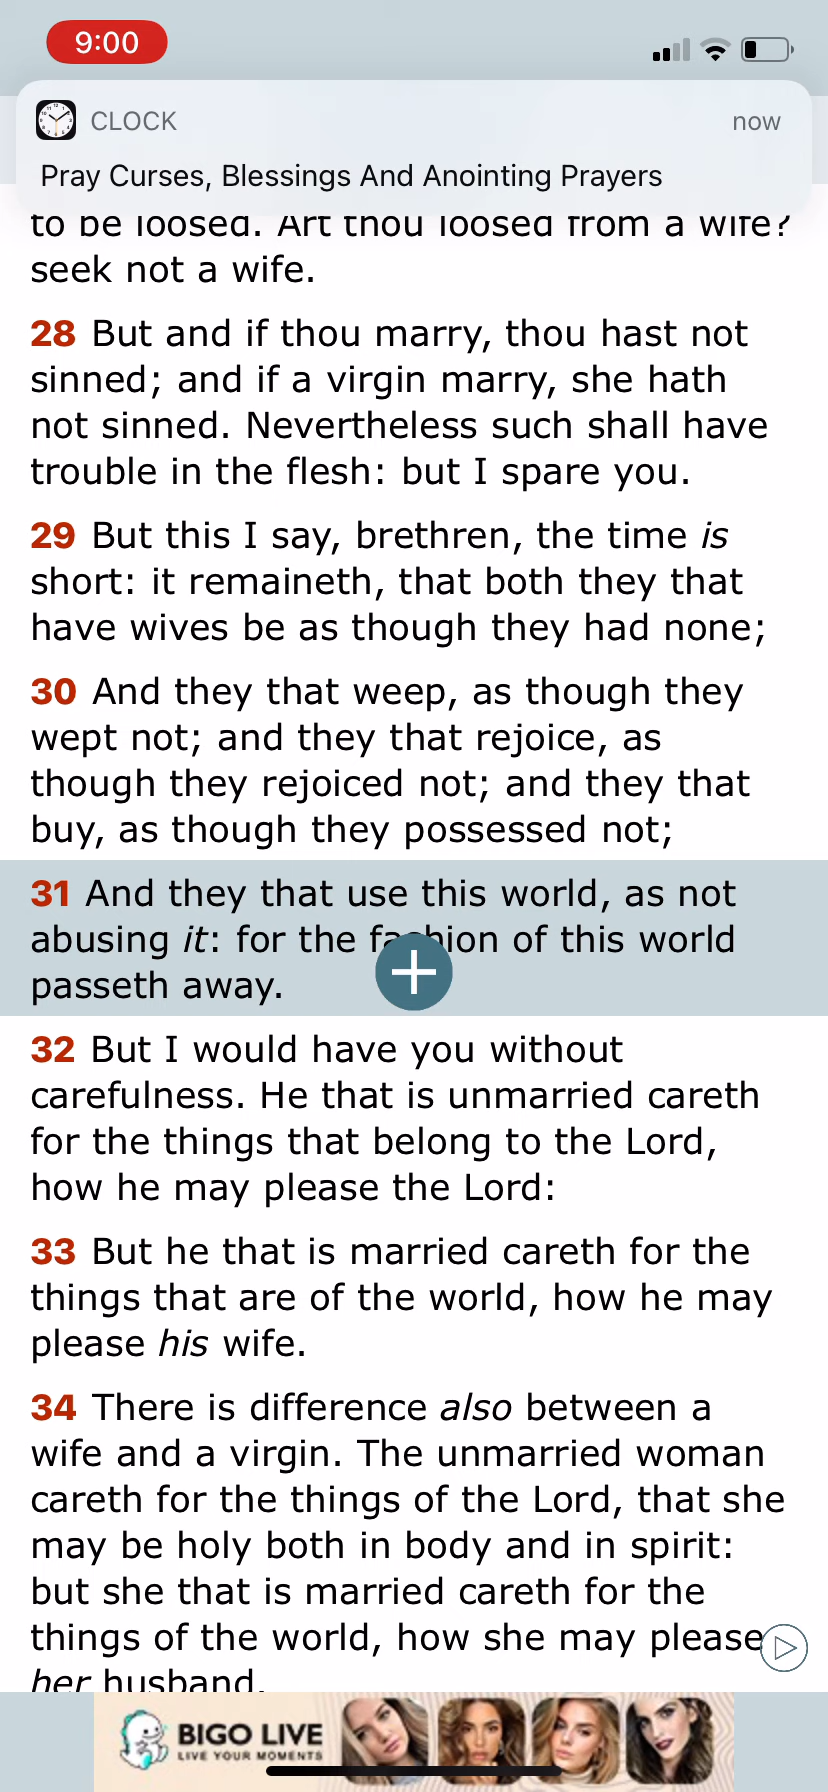 9:00
CLOCK
now
Pray Curses, Blessings And Anointing Prayers
to be loosed. Art thou loosed from a wife?
seek not a wife.
28 But and if thou marry, thou hast not
sinned; and if a virgin marry, she hath
not sinned. Nevertheless such shall have
trouble in the flesh: but I spare you.
29 But this I say, brethren, the time is
short: it remaineth, that both they that
have wives be as though they had none;
30 And they that weep, as though they
wept not; and they that rejoice, as
though they rejoiced not; and they that
buy, as though they possessed not;
31 And they that use this world, as not
abusing it: for the fashion of this world
passeth away.
32 But I would have you without
carefulness. He that is unmarried careth
for the things that belong to the Lord,
how he may please the Lord:
33 But he that is married careth for the
things that are of the world, how he may
please his wife.
34 There is difference also between a
wife and a virgin. The unmarried woman
careth for the things of the Lord, that she
may be holy both in body and in spirit:
but she that is married careth for the
things of the world, how she may please
her husband.
BIGO LIVE
LIVE YOUR MOMENTS